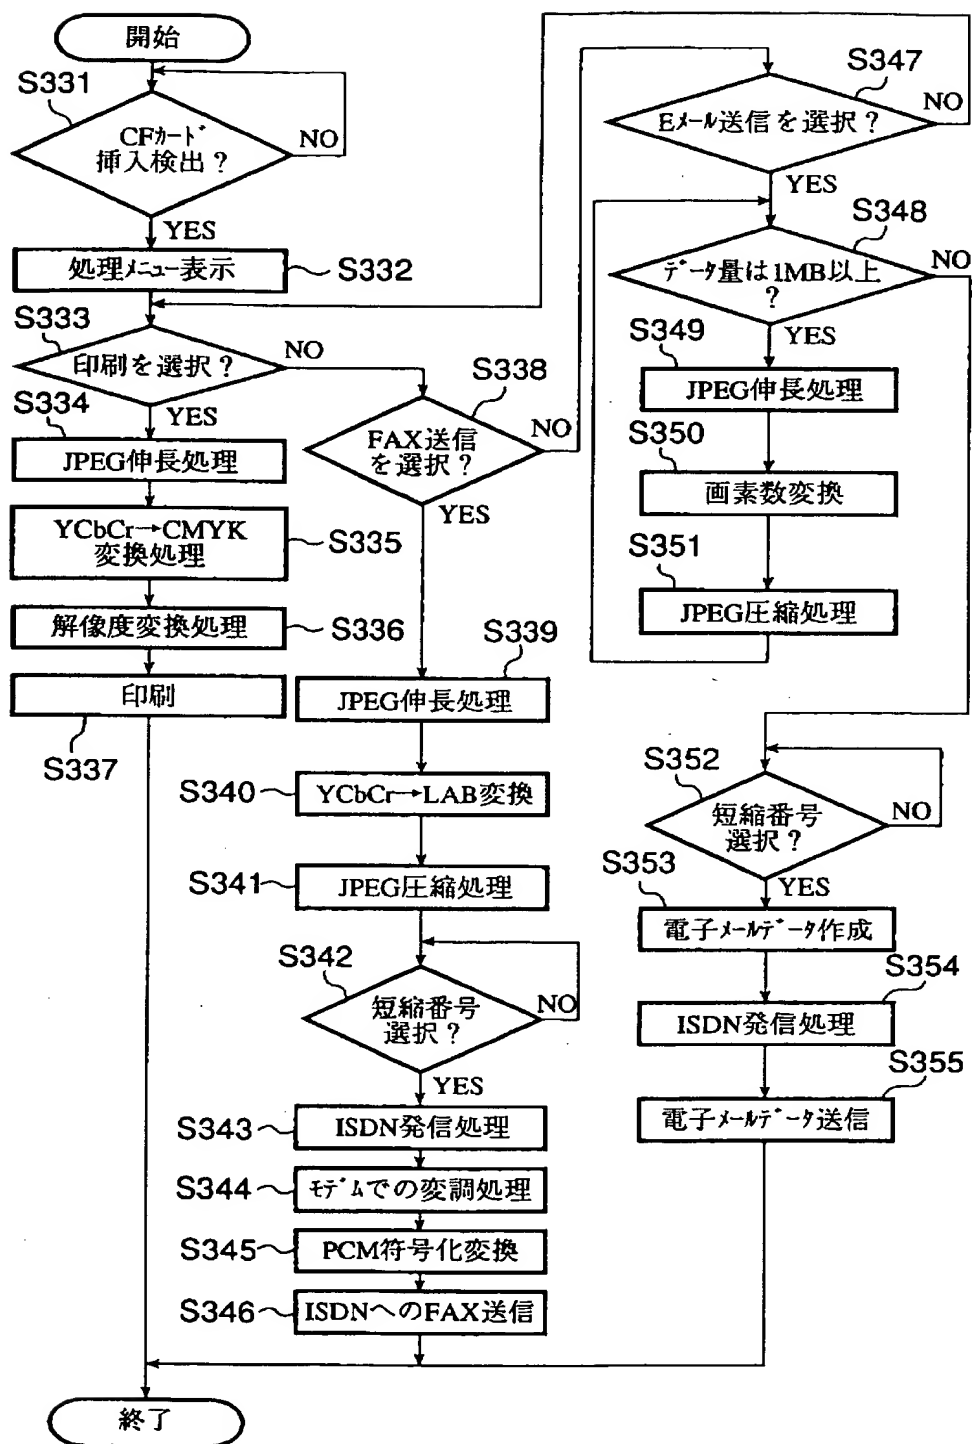 開始
S331
CFカード
挿入検出？
NO
YES
処理メニュー表示
S332
S333
印刷を選択？
NO
YES
S334
JPEG伸長処理
YCbCr→CMYK
変換処理
S335
解像度変換処理
S336
印刷
S337
S338
FAX送信
を選択？
NO
YES
S339
JPEG伸長処理
S340
YCbCr→LAB変換
S341
JPEG圧縮処理
S342
短縮番号
選択？
NO
YES
S343
ISDN発信処理
S344
モデムでの変調処理
S345
PCM符号化変換
S346
ISDNへのFAX送信
S347
Eメール送信を選択？
NO
YES
S348
データ量は1MB以上
？
NO
YES
S349
JPEG伸長処理
S350
画素数変換
S351
JPEG圧縮処理
S352
短縮番号
選択？
NO
YES
S353
電子メールデータ作成
S354
ISDN発信処理
S355
電子メールデータ送信
終了